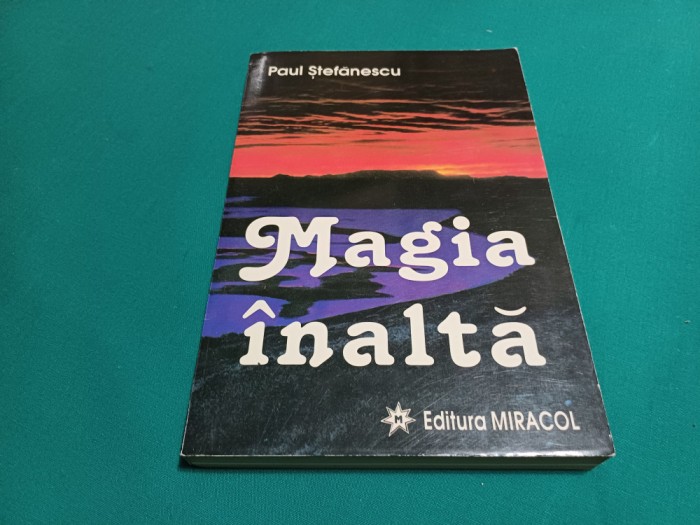 Paul Ștefănescu
Magia
înaltă
M
Editura MIRACOL